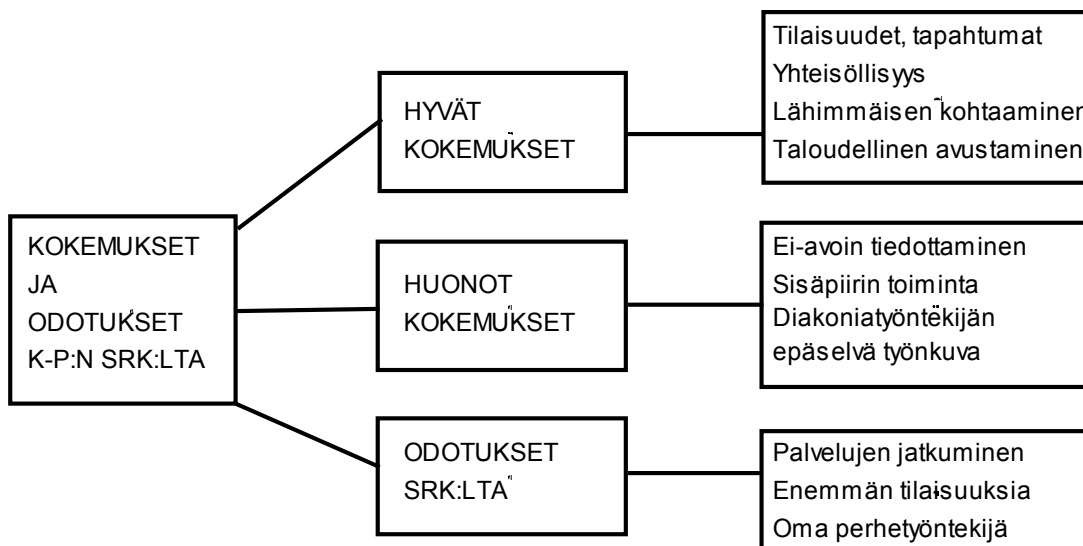 KOKEMUKSET
JA
ODOTUKSET
K-P:N SRK:LTA
HYVÄT
KOKEMUKSET
Tilaisuudet, tapahtumat
Yhteisöllisyys
Lähimmäisen kohtaaminen
Taloudellinen avustaminen
HUONOT
KOKEMUKSET
Ei-avoin tiedottaminen
Sisäpiirin toiminta
Diakoniatyöntekijän
epäselvä työnkuva
ODOTUKSET
SRK:LTA
Palvelujen jatkuminen
Enemmän tilaisuuksia
Oma perhetyöntekijä